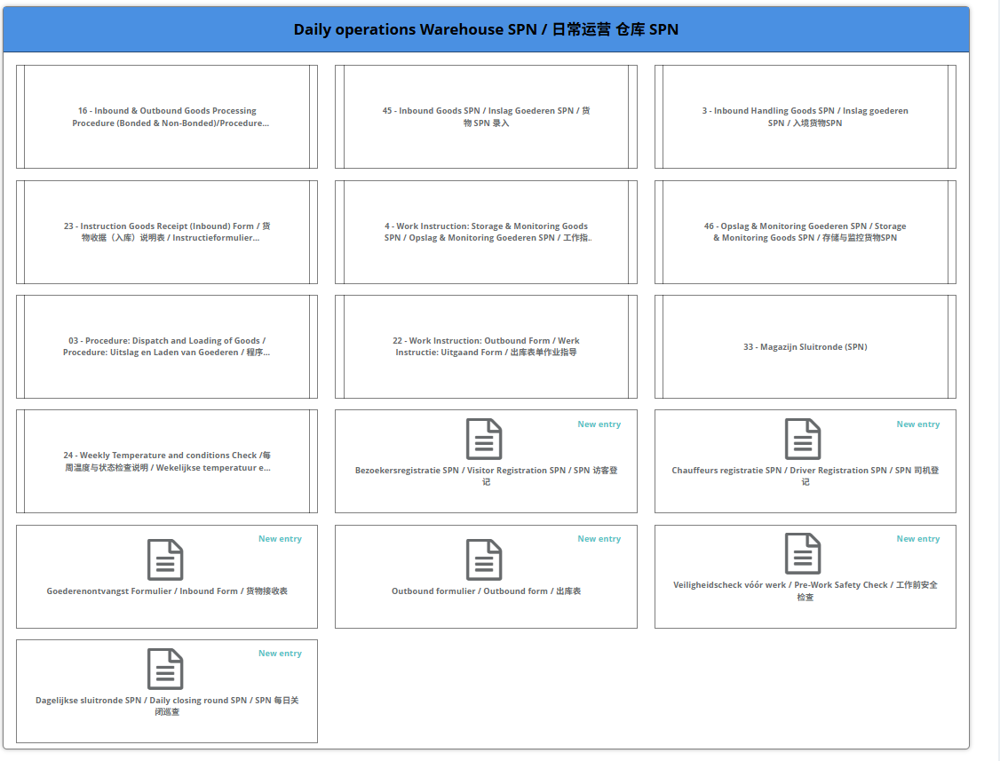 Daily operations Warehouse SPN / 日常运营 仓库 SPN
16 - Inbound & Outbound Goods Processing
Procedure (Bonded & Non-Bonded)/Procedure...
45 - Inbound Goods SPN / Inslag Goederen SPN / 货
物 SPN 录入
3 - Inbound Handling Goods SPN / Inslag goederen
SPN / 入境货物SPN
23 - Instruction Goods Receipt (Inbound) Form / 货
物收据（入库）说明表 / Instructieformulier...
4 - Work Instruction: Storage & Monitoring Goods
SPN / Opslag & Monitoring Goederen SPN / 工作指..
46 - Opslag & Monitoring Goederen SPN / Storage
& Monitoring Goods SPN / 存储与监控货物SPN
03 - Procedure: Dispatch and Loading of Goods /
Procedure: Uitslag en Laden van Goederen / 程序...
22 - Work Instruction: Outbound Form / Werk
Instructie: Uitgaand Form / 出库表单作业指导
33 - Magazijn Sluitronde (SPN)
24 - Weekly Temperature and conditions Check /每
周温度与状态检查说明 / Wekelijkse temperatuur e...
New entry
Bezoekersregistratie SPN / Visitor Registration SPN / SPN 访客登
记
New entry
Chauffeurs registratie SPN / Driver Registration SPN / SPN 司机登
记
New entry
Goederenontvangst Formulier / Inbound Form / 货物接收表
New entry
Outbound formulier / Outbound form / 出库表
New entry
Veiligheidscheck vóór werk / Pre-Work Safety Check / 工作前安全
检查
New entry
Dagelijkse sluitronde SPN / Daily closing round SPN / SPN 每日关
闭巡查